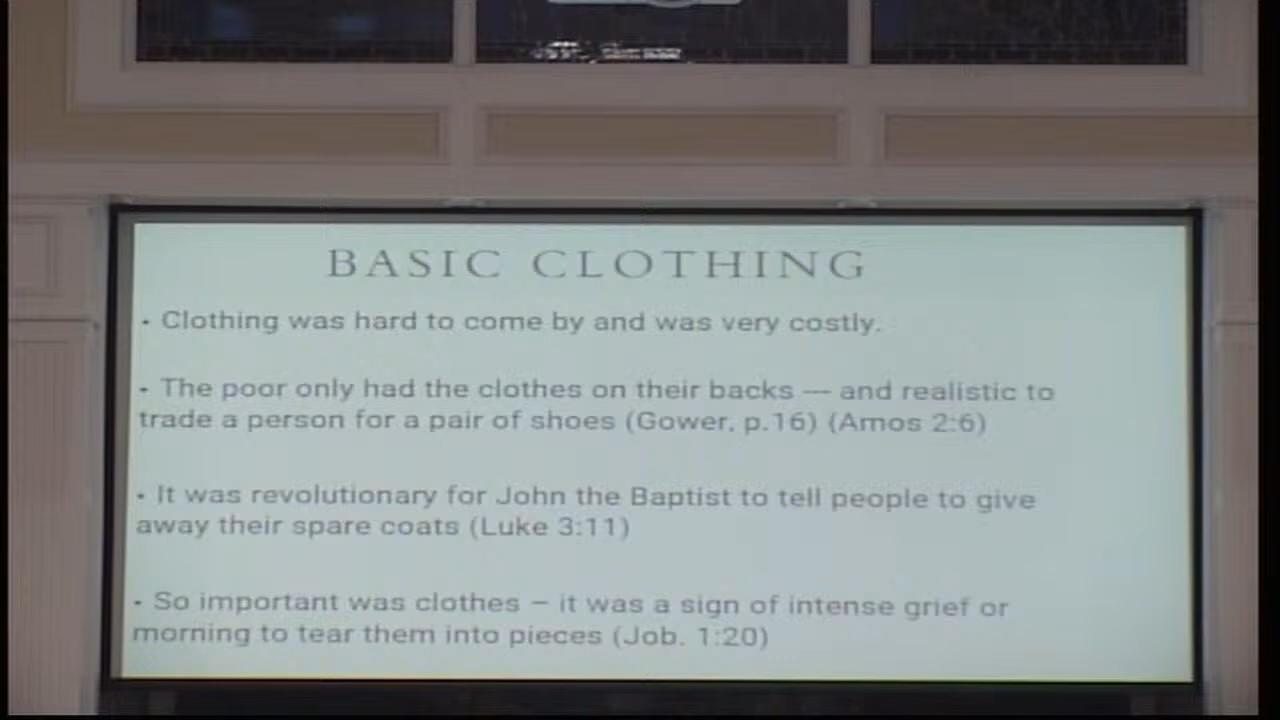 BASIC CLOTHING
• Clothing was hard to come by and was very costly.
• The poor only had the clothes on their backs — and realistic to
trade a person for a pair of shoes (Gower, p.16) (Amos 2:6)
• It was revolutionary for John the Baptist to tell people to give
away their spare coats (Luke 3:11)
• So important was clothes – it was a sign of intense grief or
morning to tear them into pieces (Job. 1:20)